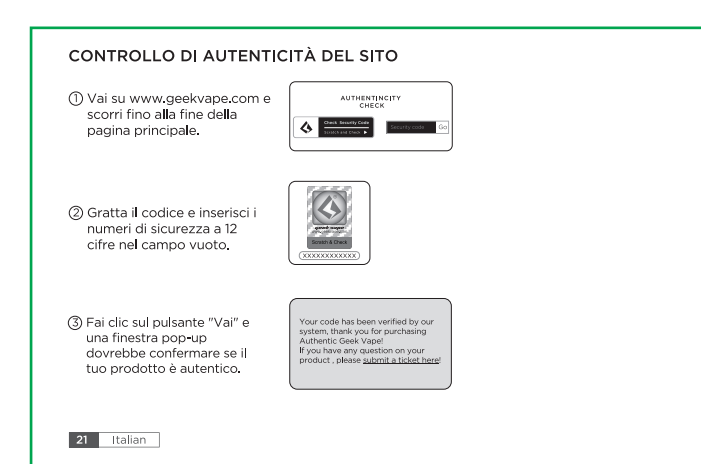 CONTROLLO DI AUTENTICITÀ DEL SITO
① Vai su www.geekvape.com e
scorri fino alla fine della
pagina principale.
AUTHENTINCITY
CHECK
Check Security Code
Scratch and Check ▶
Security code
Go
② Gratta il codice e inserisci i
numeri di sicurezza a 12
cifre nel campo vuoto.
geek vape
Scratch & Check
(XXXXXXXXXXXX)
③ Fai clic sul pulsante "Vai" e
una finestra pop-up
dovrebbe confermare se il
tuo prodotto è autentico.
Your code has been verified by our
system, thank you for purchasing
Authentic Geek Vape!
If you have any question on your
product , please submit a ticket here!
21 Italian